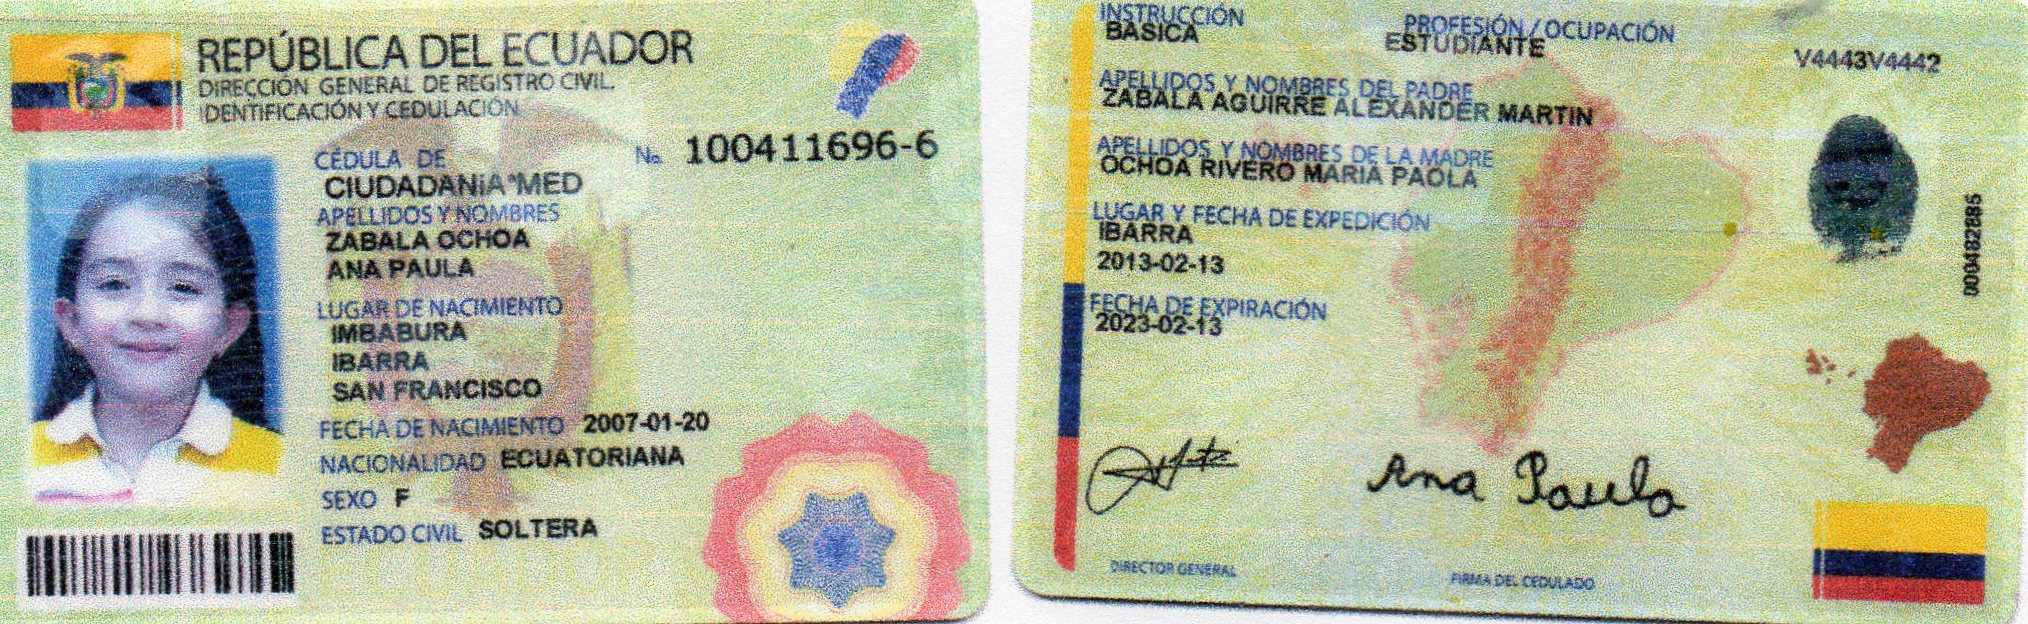 REPÚBLICA DEL ECUADOR
DIRECCIÓN GENERAL DE REGISTRO CIVIL,
IDENTIFICACIÓN Y CEDULACIÓN
CÉDULA DE No. 100411696-6
CIUDADANÍA*MED
APELLIDOS Y NOMBRES
ZABALA OCHOA
ANA PAULA
LUGAR DE NACIMIENTO
IMBABURA
IBARRA
SAN FRANCISCO
FECHA DE NACIMIENTO 2007-01-20
NACIONALIDAD ECUATORIANA
SEXO F
ESTADO CIVIL SOLTERA
INSTRUCCIÓN
BASICA
PROFESIÓN / OCUPACIÓN
ESTUDIANTE
V4443V4442
APELLIDOS Y NOMBRES DEL PADRE
ZABALA AGUIRRE ALEXANDER MARTIN
APELLIDOS Y NOMBRES DE LA MADRE
OCHOA RIVERO MARIA PAOLA
LUGAR Y FECHA DE EXPEDICIÓN
IBARRA
2013-02-13
FECHA DE EXPIRACIÓN
2023-02-13
000482885
Ana Paula
DIRECTOR GENERAL
FIRMA DEL CEDULADO